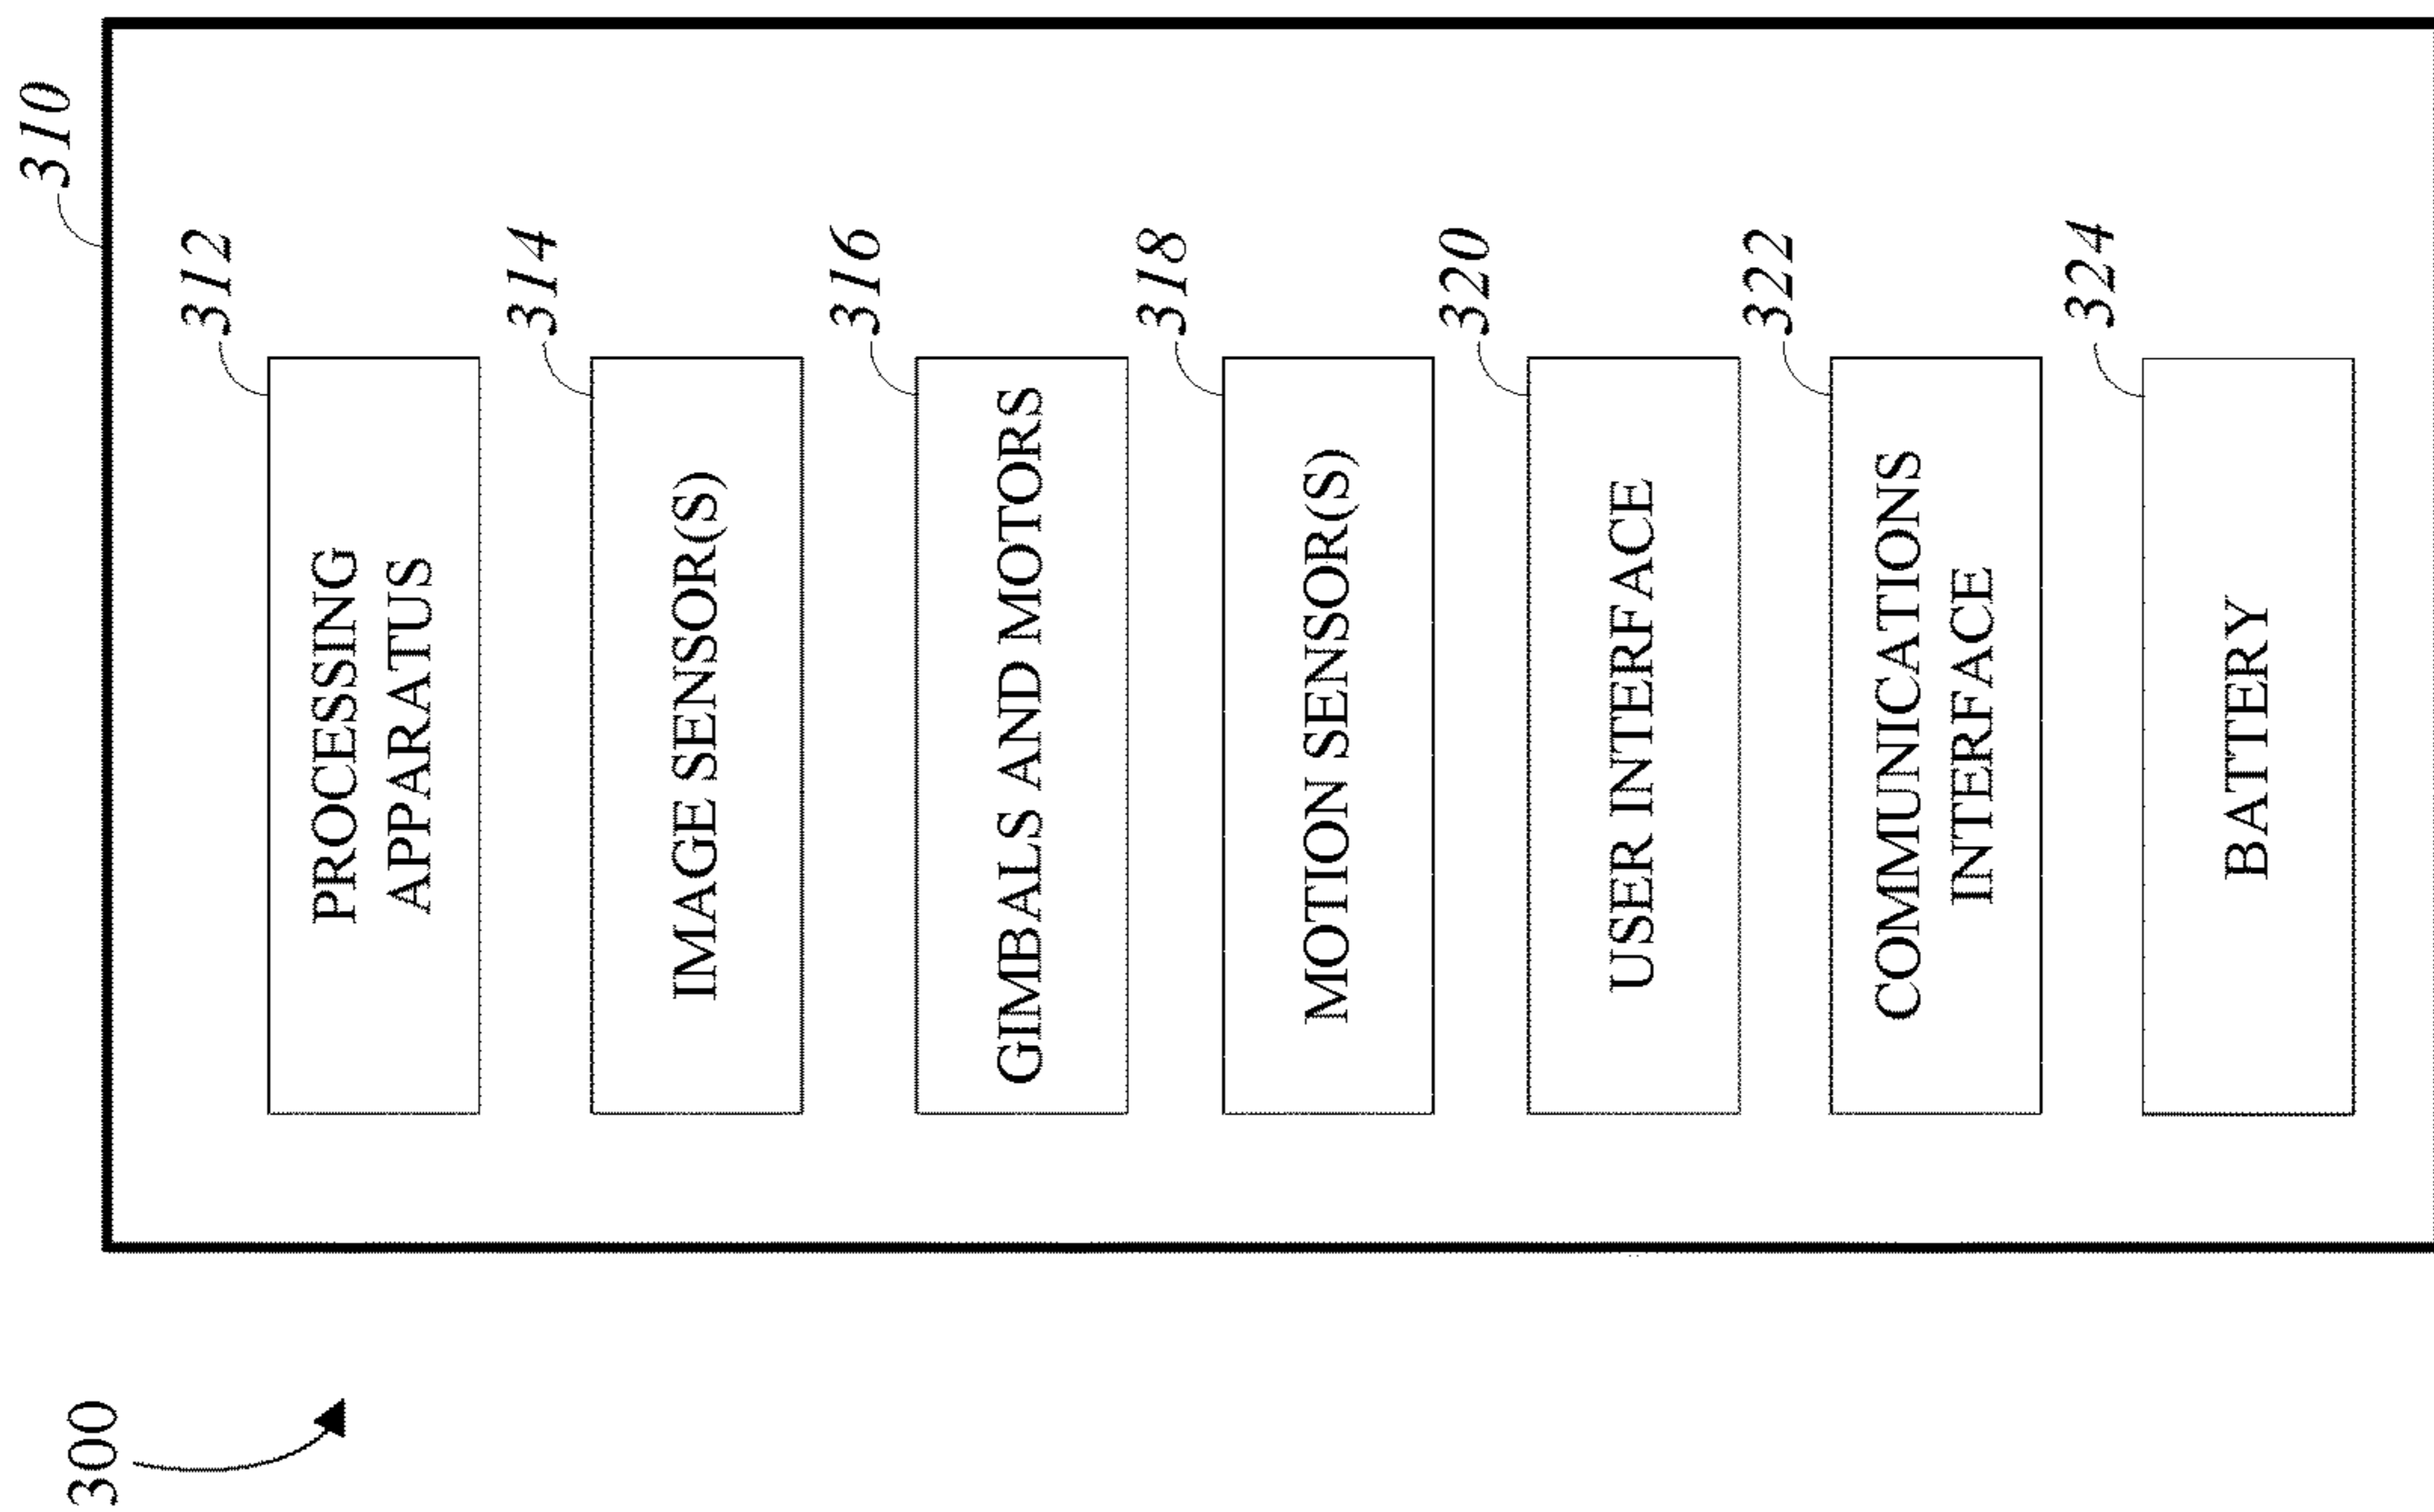 300
310
312
PROCESSING
APPARATUS
314
IMAGE SENSOR(S)
316
GIMBALS AND MOTORS
318
MOTION SENSOR(S)
320
USER INTERFACE
322
COMMUNICATIONS
INTERFACE
324
BATTERY